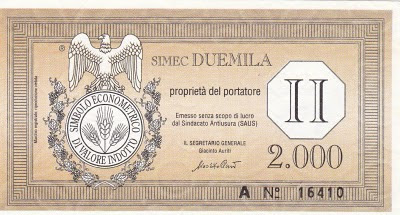 SIMEC DUEMILA
®
proprietà del portatore
II
Emesso senza scopo di lucro
dal Sindacato Antiusura (SAUS)
SIMBOLO ECONOMETRICO
DI VALORE INDOTTO
IL SEGRETARIO GENERALE
Giacinto Auriti
2.000
A No 16410